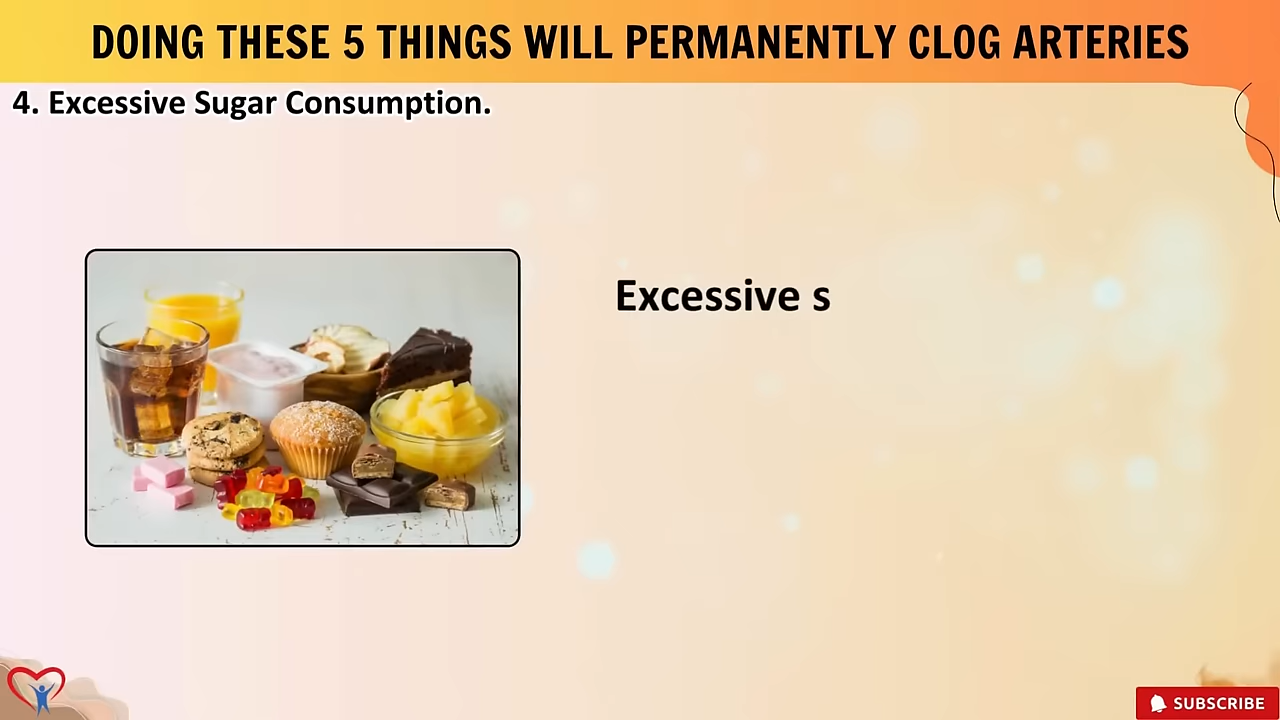 DOING THESE 5 THINGS WILL PERMANENTLY CLOG ARTERIES
4. Excessive Sugar Consumption.
Excessive s
SUBSCRIBE